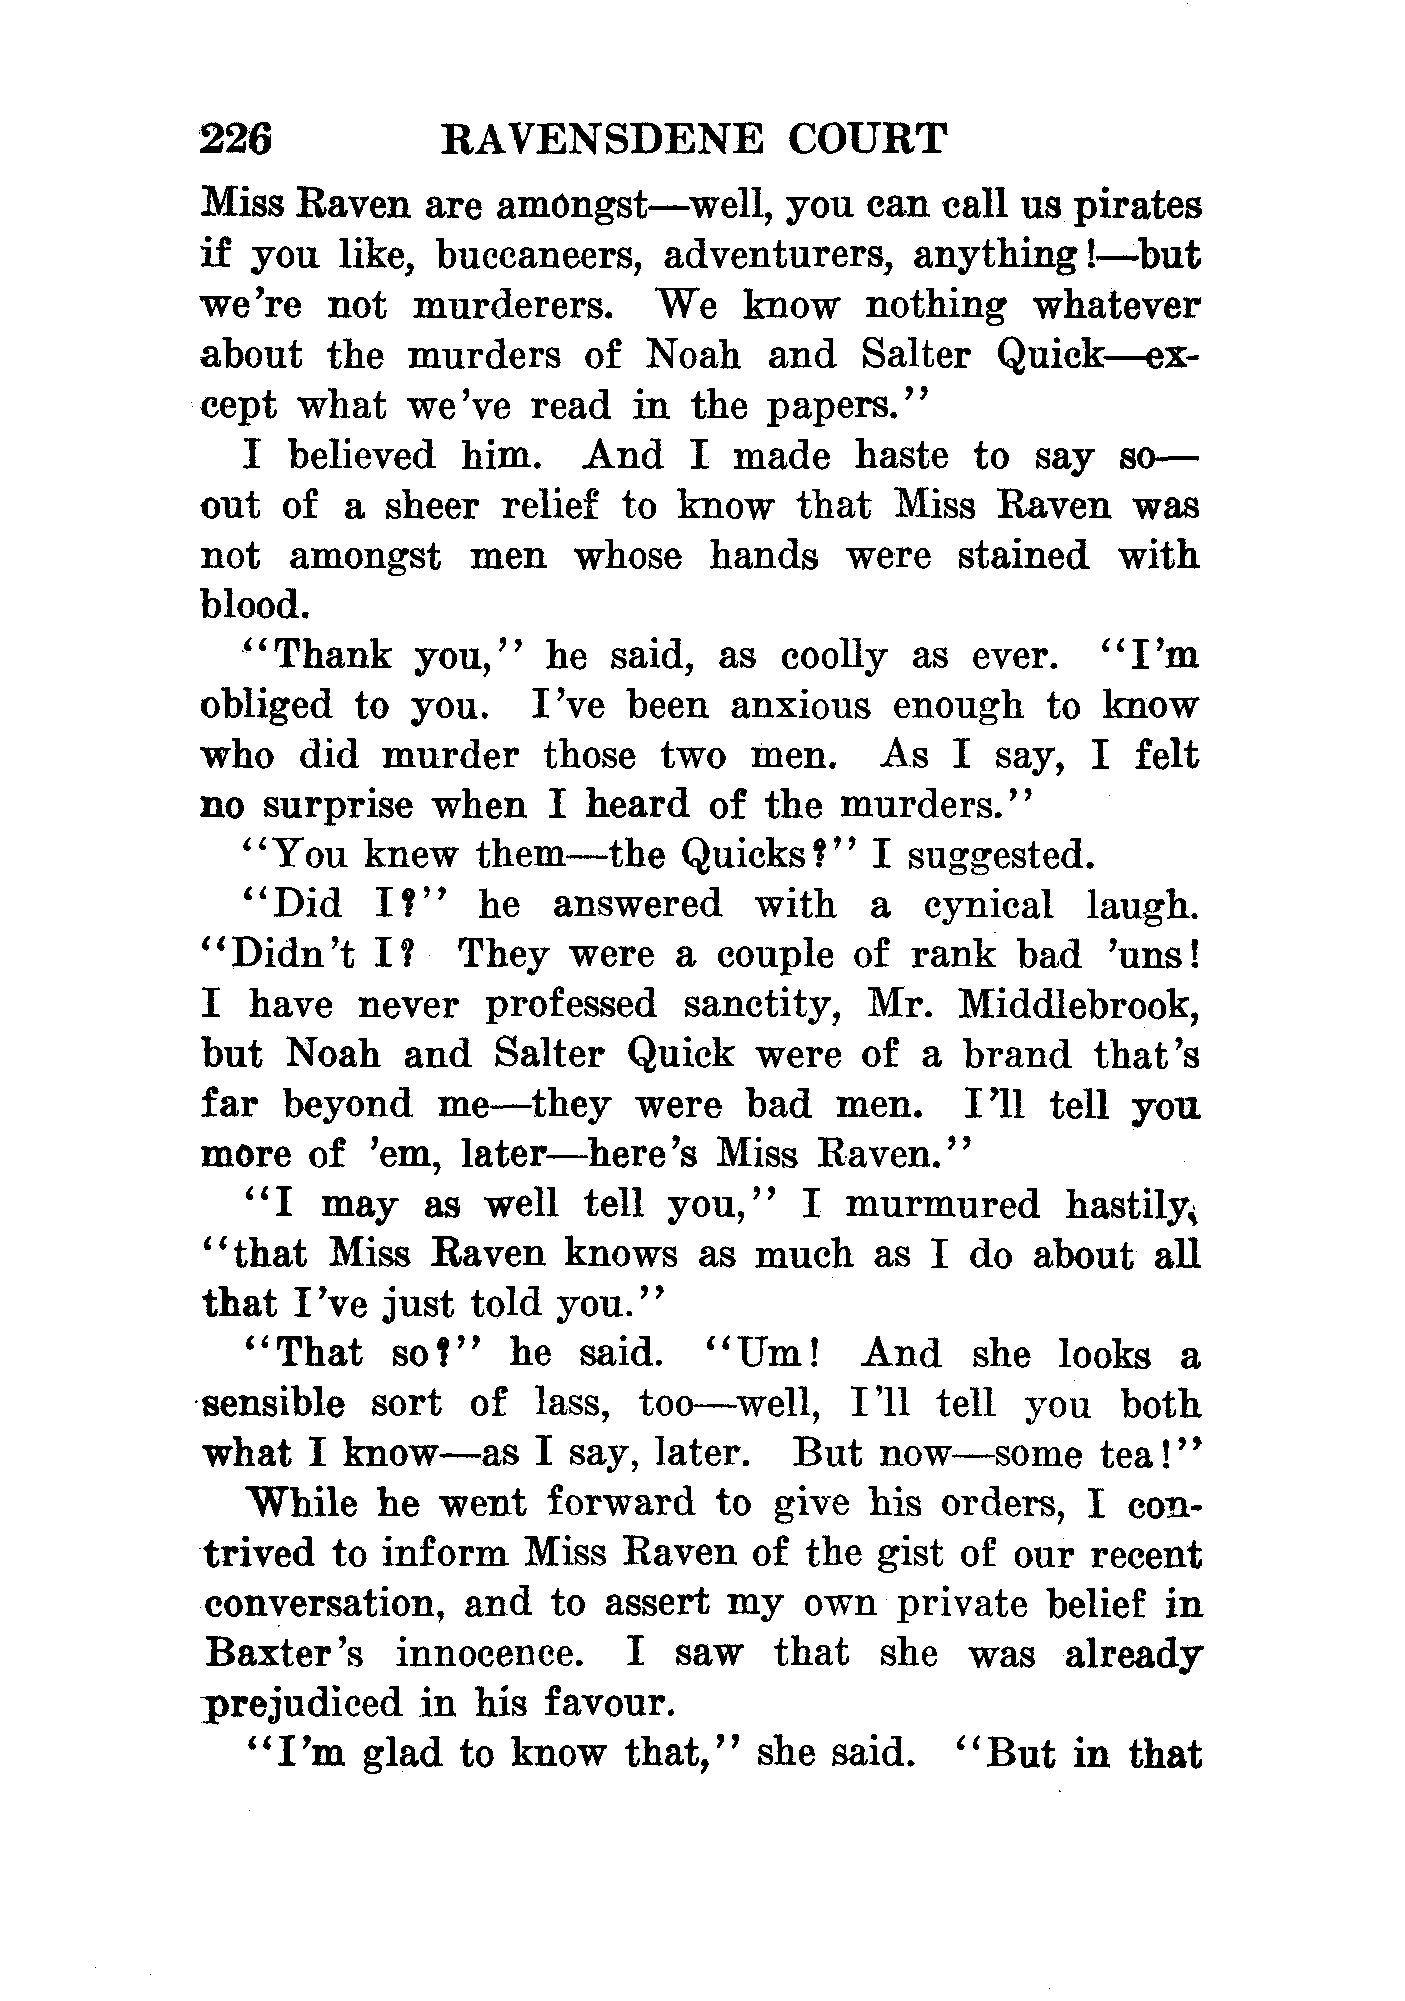 226 RAVENSDENE COURT
Miss Raven are amongst—well, you can call us pirates
if you like, buccaneers, adventurers, anything!—but
we're not murderers. We know nothing whatever
about the murders of Noah and Salter Quick—ex-
cept what we've read in the papers."
I believed him. And I made haste to say so—
out of a sheer relief to know that Miss Raven was
not amongst men whose hands were stained with
blood.
"Thank you," he said, as coolly as ever. "I'm
obliged to you. I've been anxious enough to know
who did murder those two men. As I say, I felt
no surprise when I heard of the murders."
"You knew them—the Quicks?" I suggested.
"Did I?" he answered with a cynical laugh.
"Didn't I? They were a couple of rank bad 'uns!
I have never professed sanctity, Mr. Middlebrook,
but Noah and Salter Quick were of a brand that's
far beyond me—they were bad men. I'll tell you
more of 'em, later—here's Miss Raven."
"I may as well tell you," I murmured hastily,
"that Miss Raven knows as much as I do about all
that I've just told you."
"That so?" he said. "Um! And she looks a
sensible sort of lass, too—well, I'll tell you both
what I know—as I say, later. But now—some tea!"
While he went forward to give his orders, I con-
trived to inform Miss Raven of the gist of our recent
conversation, and to assert my own private belief in
Baxter's innocence. I saw that she was already
prejudiced in his favour.
"I'm glad to know that," she said. "But in that